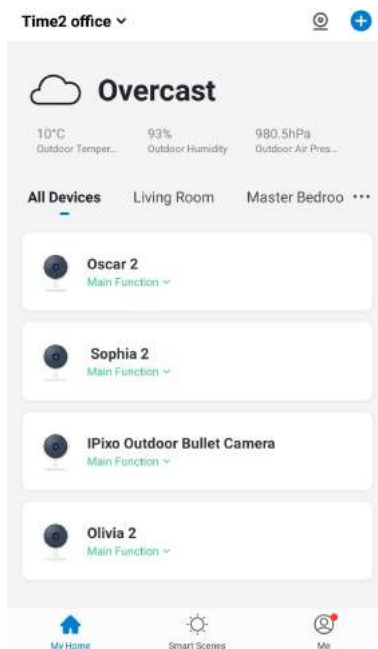 Time2 office
Overcast
10°C 93% 980.5hPa
Outdoor Temper... Outdoor Humidity Outdoor Air Pres...
All Devices Living Room Master Bedroo ...
Oscar 2
Main Function
Sophia 2
Main Function
IPixo Outdoor Bullet Camera
Main Function
Olivia 2
Main Function
My Home Smart Scenes Me